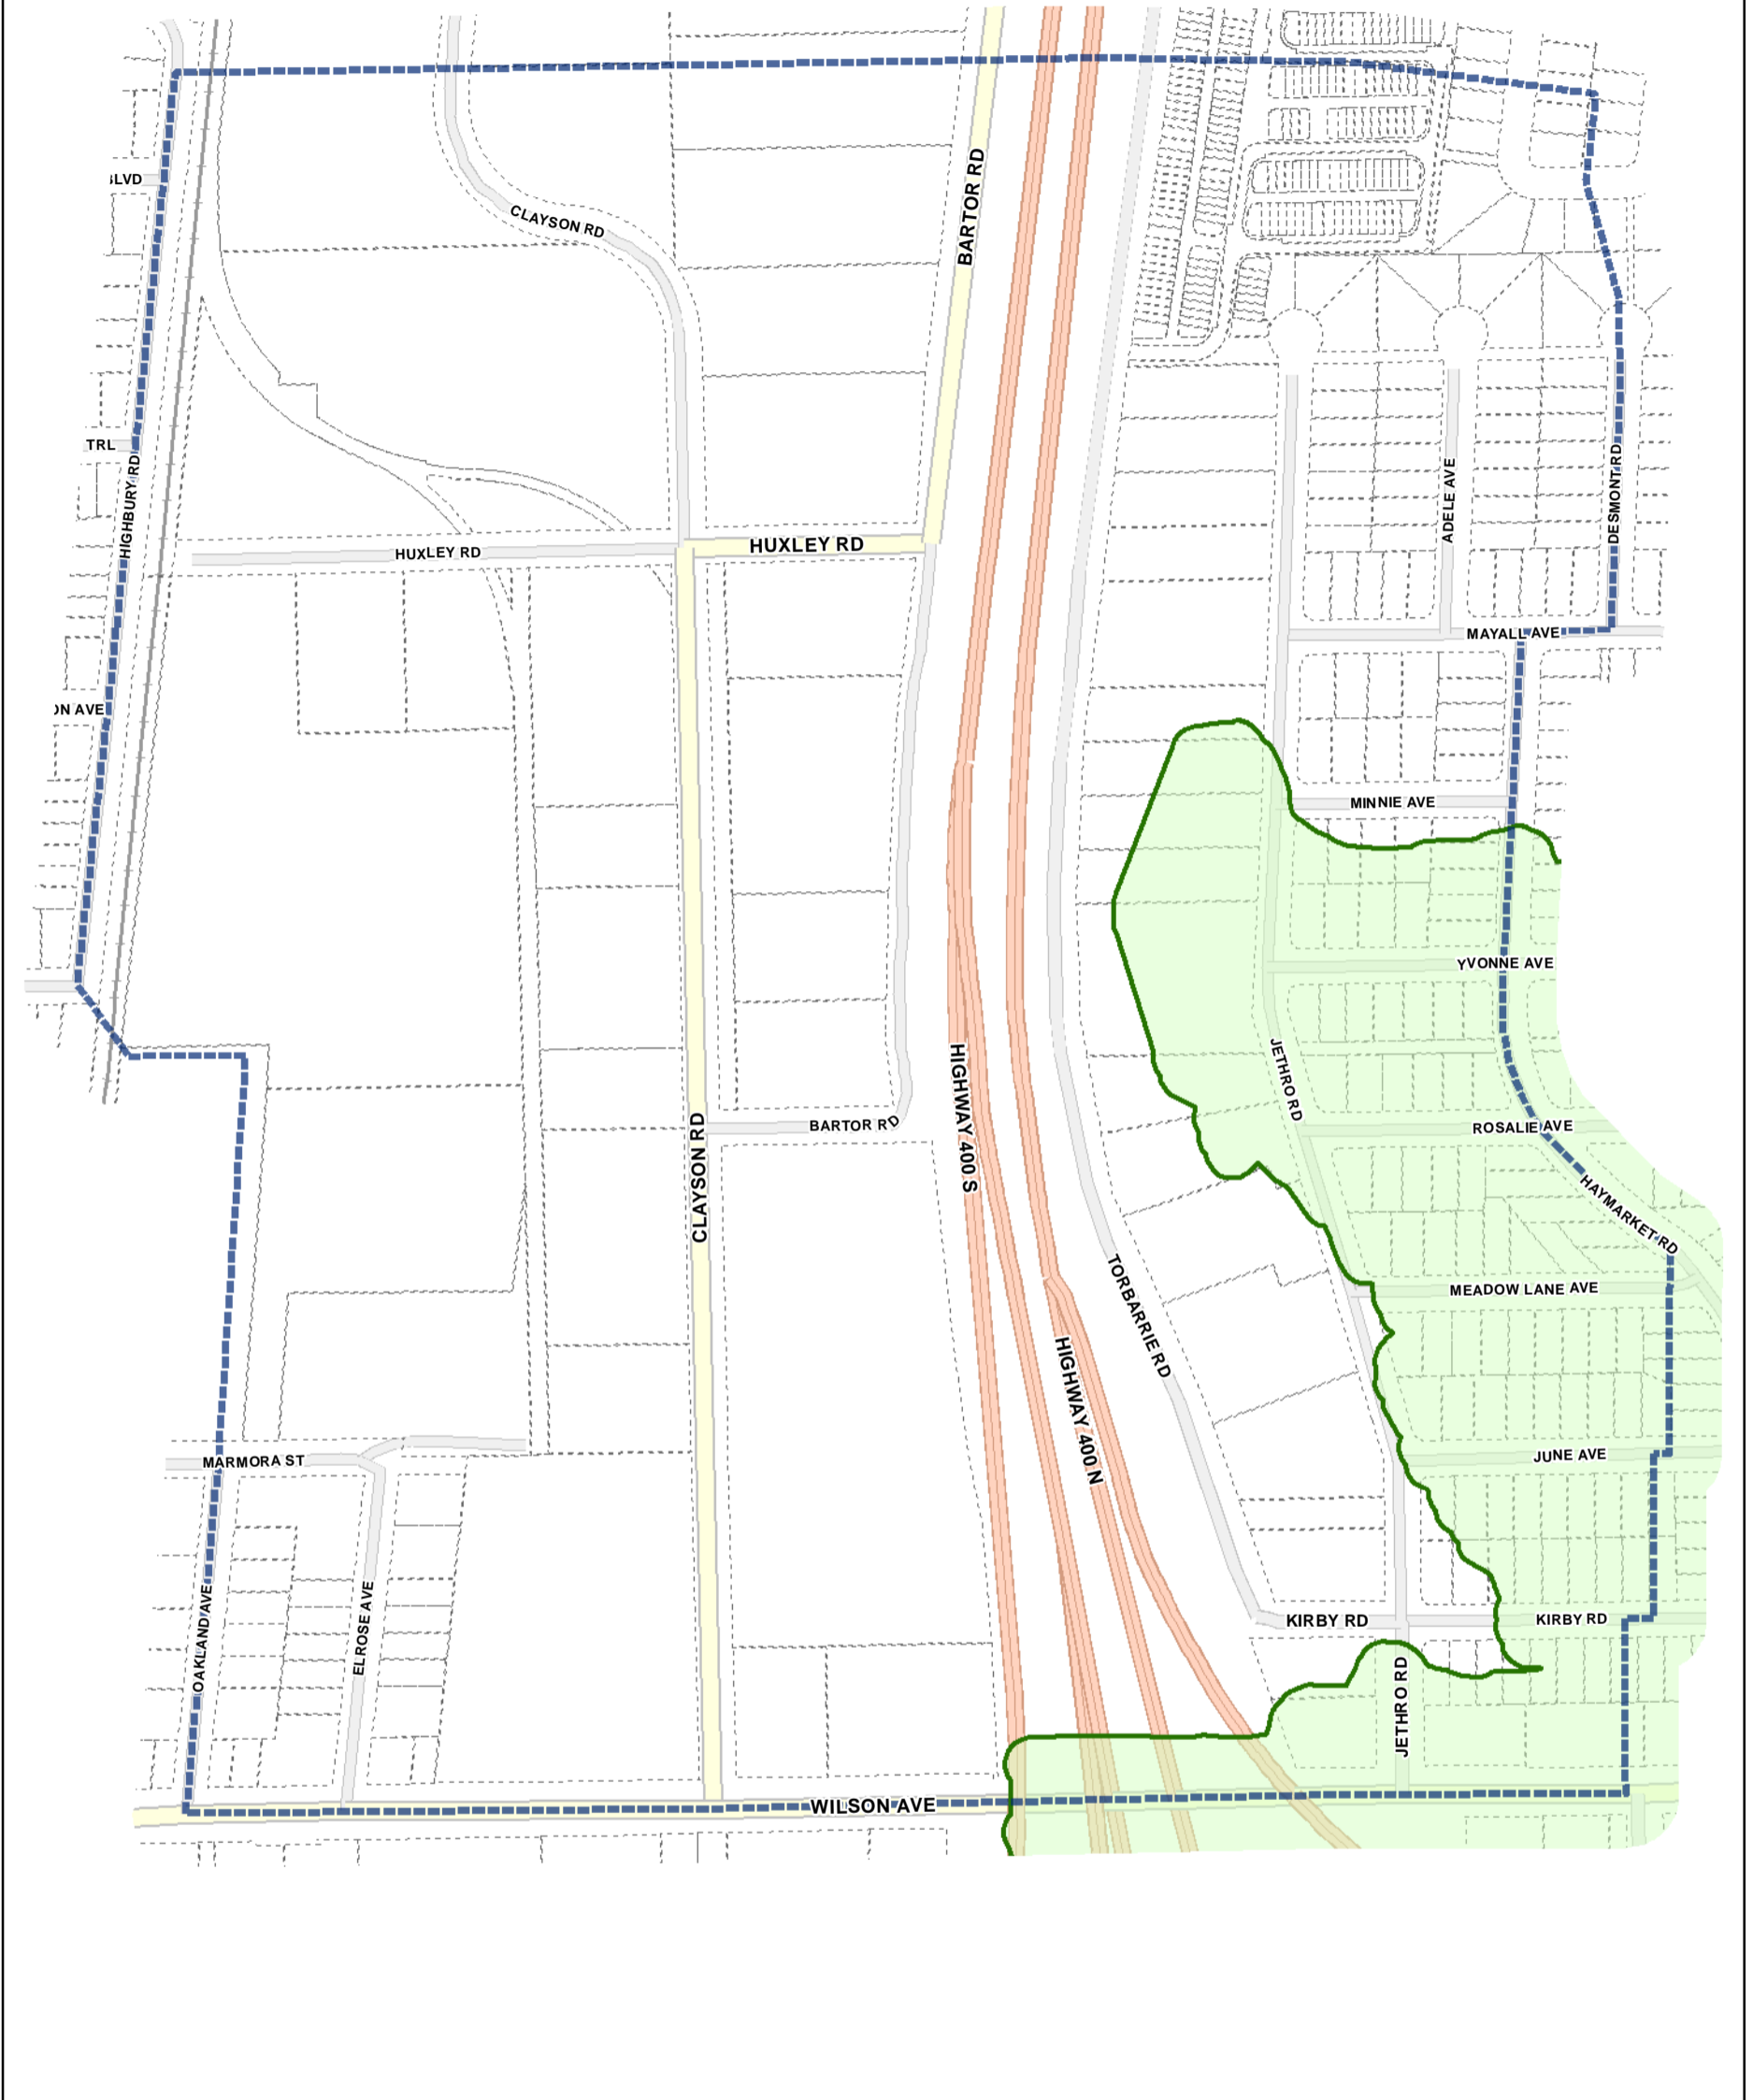 BARTOR RD
LVD
CLAYSON RD
TRL
HIGHBURY RD
ADELE AVE
DESMONT RD
HUXLEY RD
HUXLEY RD
MAYALL AVE
ON AVE
MINNIE AVE
YVONNE AVE
JETHRO RD
HIGHWAY 400 S
CLAYSON RD
BARTOR RD
ROSALIE AVE
HAYMARKET RD
TORBARRIE RD
MEADOW LANE AVE
HIGHWAY 400 N
MARMORA ST
JUNE AVE
OAKLAND AVE
ELROSE AVE
KIRBY RD
KIRBY RD
JETHRO RD
WILSON AVE